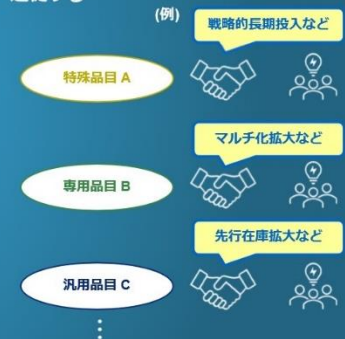 (例)
戦略的長期投入など
特殊品目 A
マルチ化拡大など
専用品目 B
先行在庫拡大など
汎用品目 C